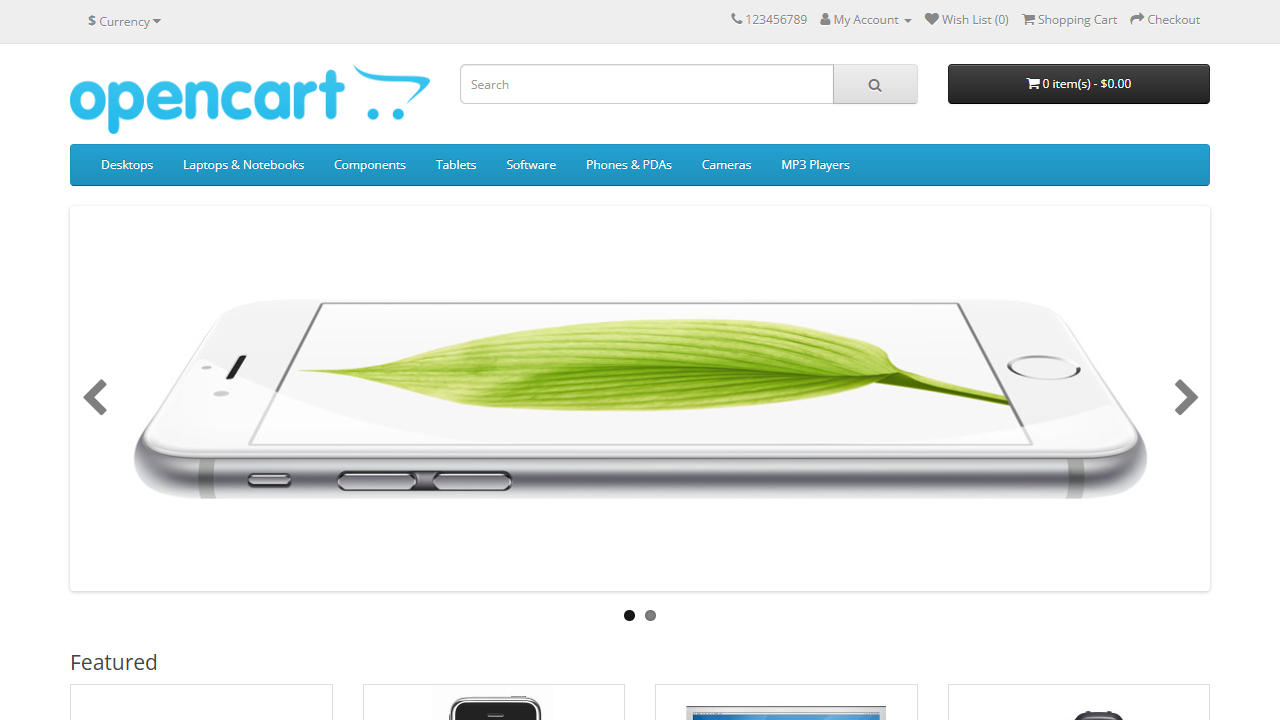 $ Currency
123456789 My Account Wish List (0) Shopping Cart Checkout
opencart
Search
0 item(s) - $0.00
Desktops Laptops & Notebooks Components Tablets Software Phones & PDAs Cameras MP3 Players
Featured